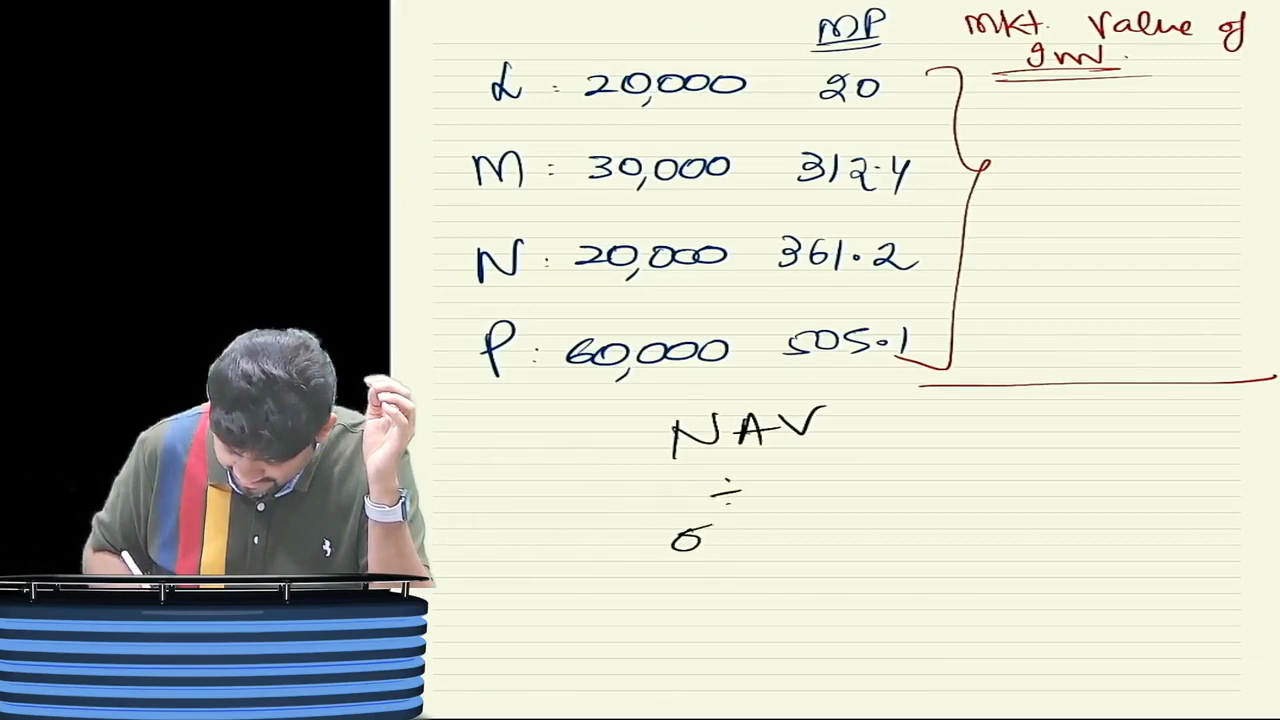 MP
Mkt. Value of
Inv.
L : 20,000 20
M : 30,000 312.4
N : 20,000 361.2
P : 60,000 505.1
NAV
÷